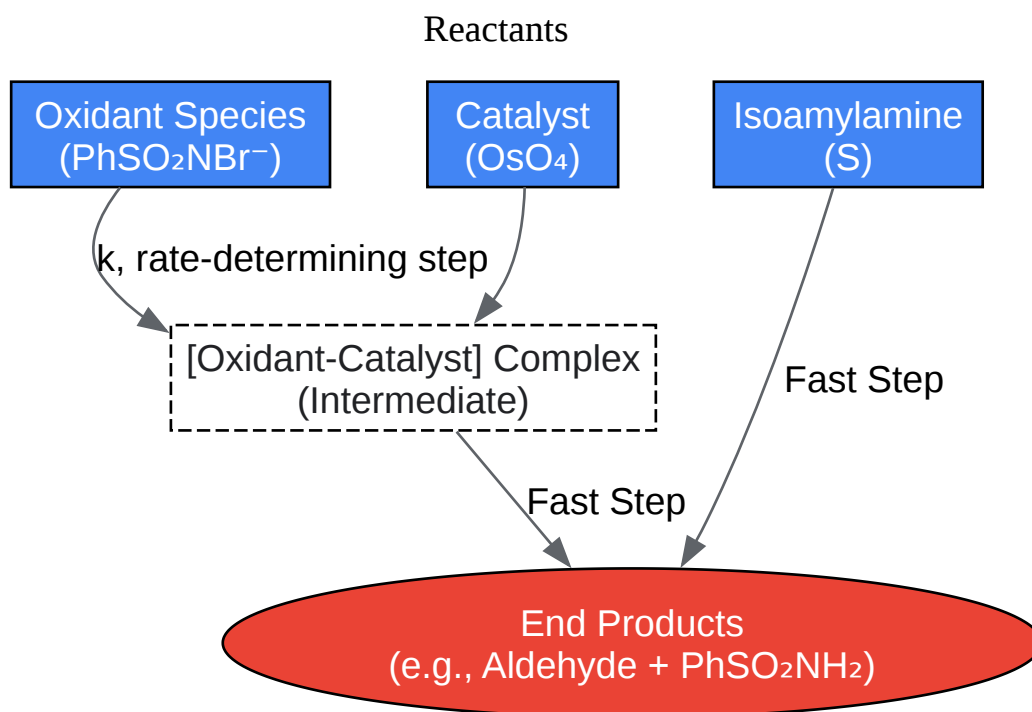 Reactants
Oxidant Species
(PhSO₂NBr⁻)
Catalyst
(OsO₄)
Isoamylamine
(S)
k, rate-determining step
[Oxidant-Catalyst] Complex
(Intermediate)
Fast Step
Fast Step
End Products
(e.g., Aldehyde + PhSO₂NH₂)